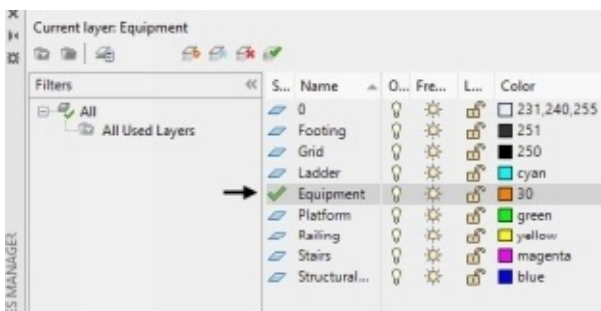 Current layer: Equipment
Filters
All
All Used Layers
S... Name O... Fre... L... Color
0 231,240,255
Footing 251
Grid 250
Ladder cyan
Equipment 30
Platform green
Railing yellow
Stairs magenta
Structural... blue
ES MANAGER